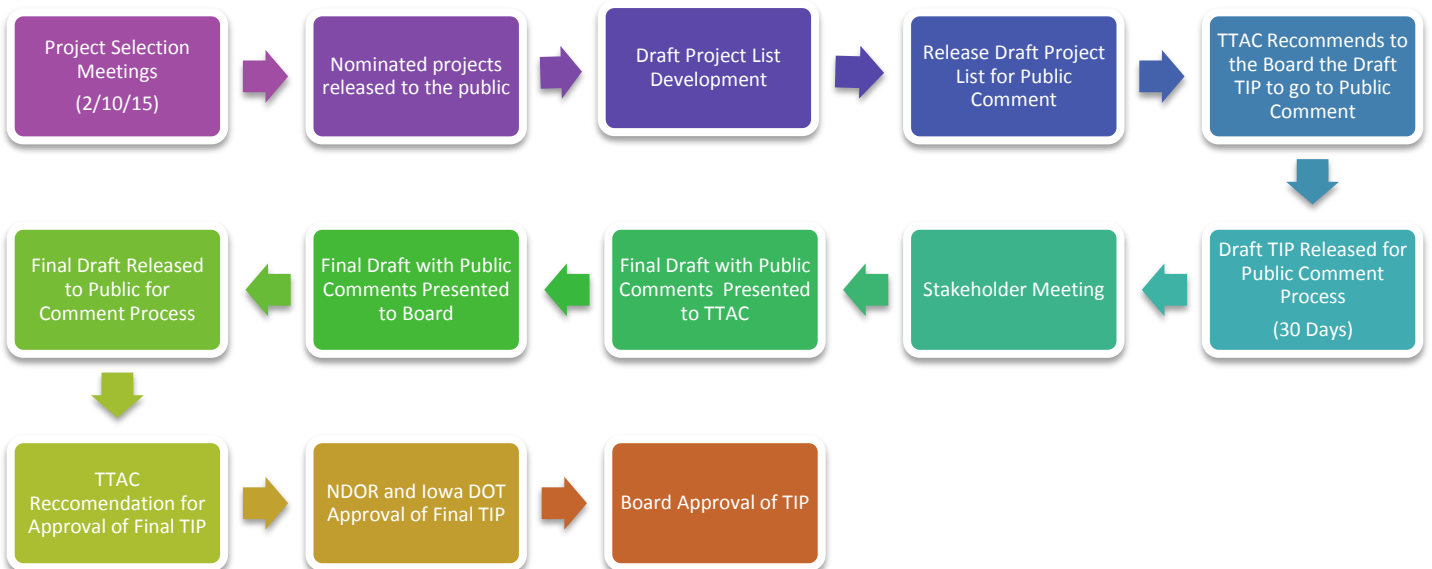 Project Selection
Meetings
(2/10/15)
Nominated projects
released to the public
Draft Project List
Development
Release Draft Project
List for Public
Comment
TTAC Recommends to
the Board the Draft
TIP to go to Public
Comment
Draft TIP Released for
Public Comment
Process
(30 Days)
Stakeholder Meeting
Final Draft with Public
Comments Presented
to TTAC
Final Draft with Public
Comments Presented
to Board
Final Draft Released
to Public for
Comment Process
TTAC
Reccomendation for
Approval of Final TIP
NDOR and Iowa DOT
Approval of Final TIP
Board Approval of TIP